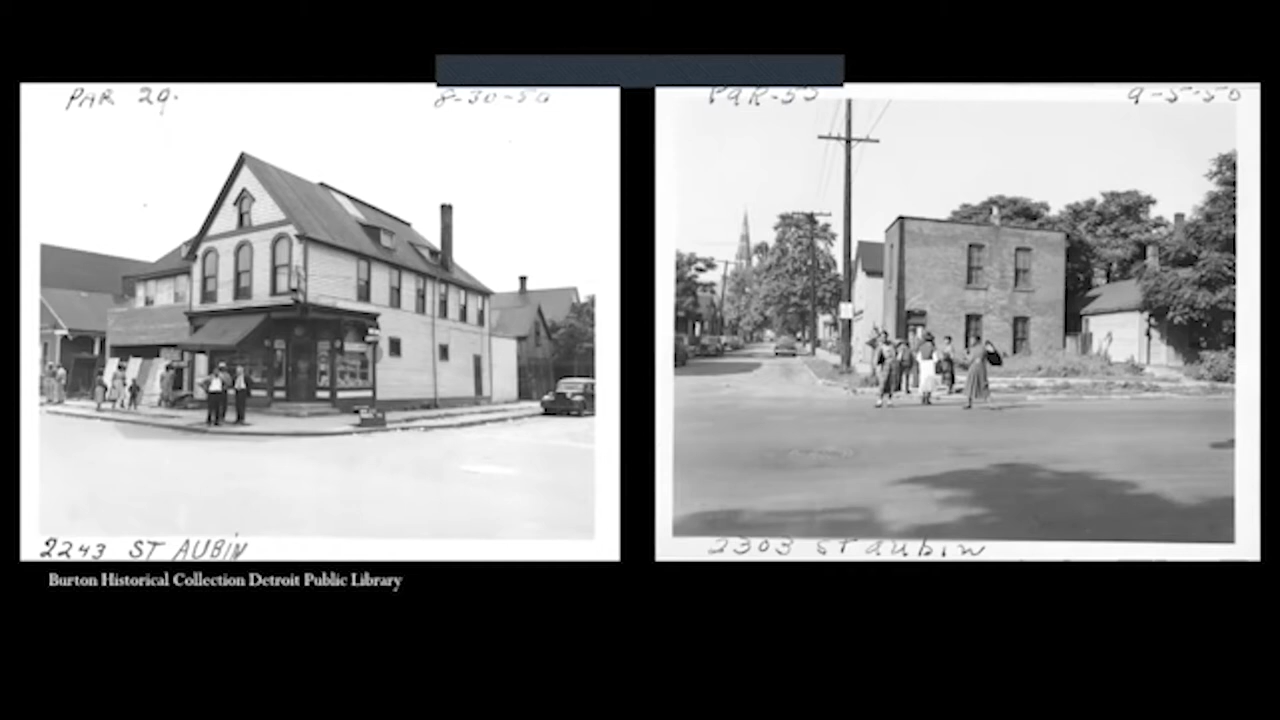 PAR 29.
8-30-50
2243 ST AUBIN
PAR-55
9-5-50
2303 ST aubin
Burton Historical Collection Detroit Public Library